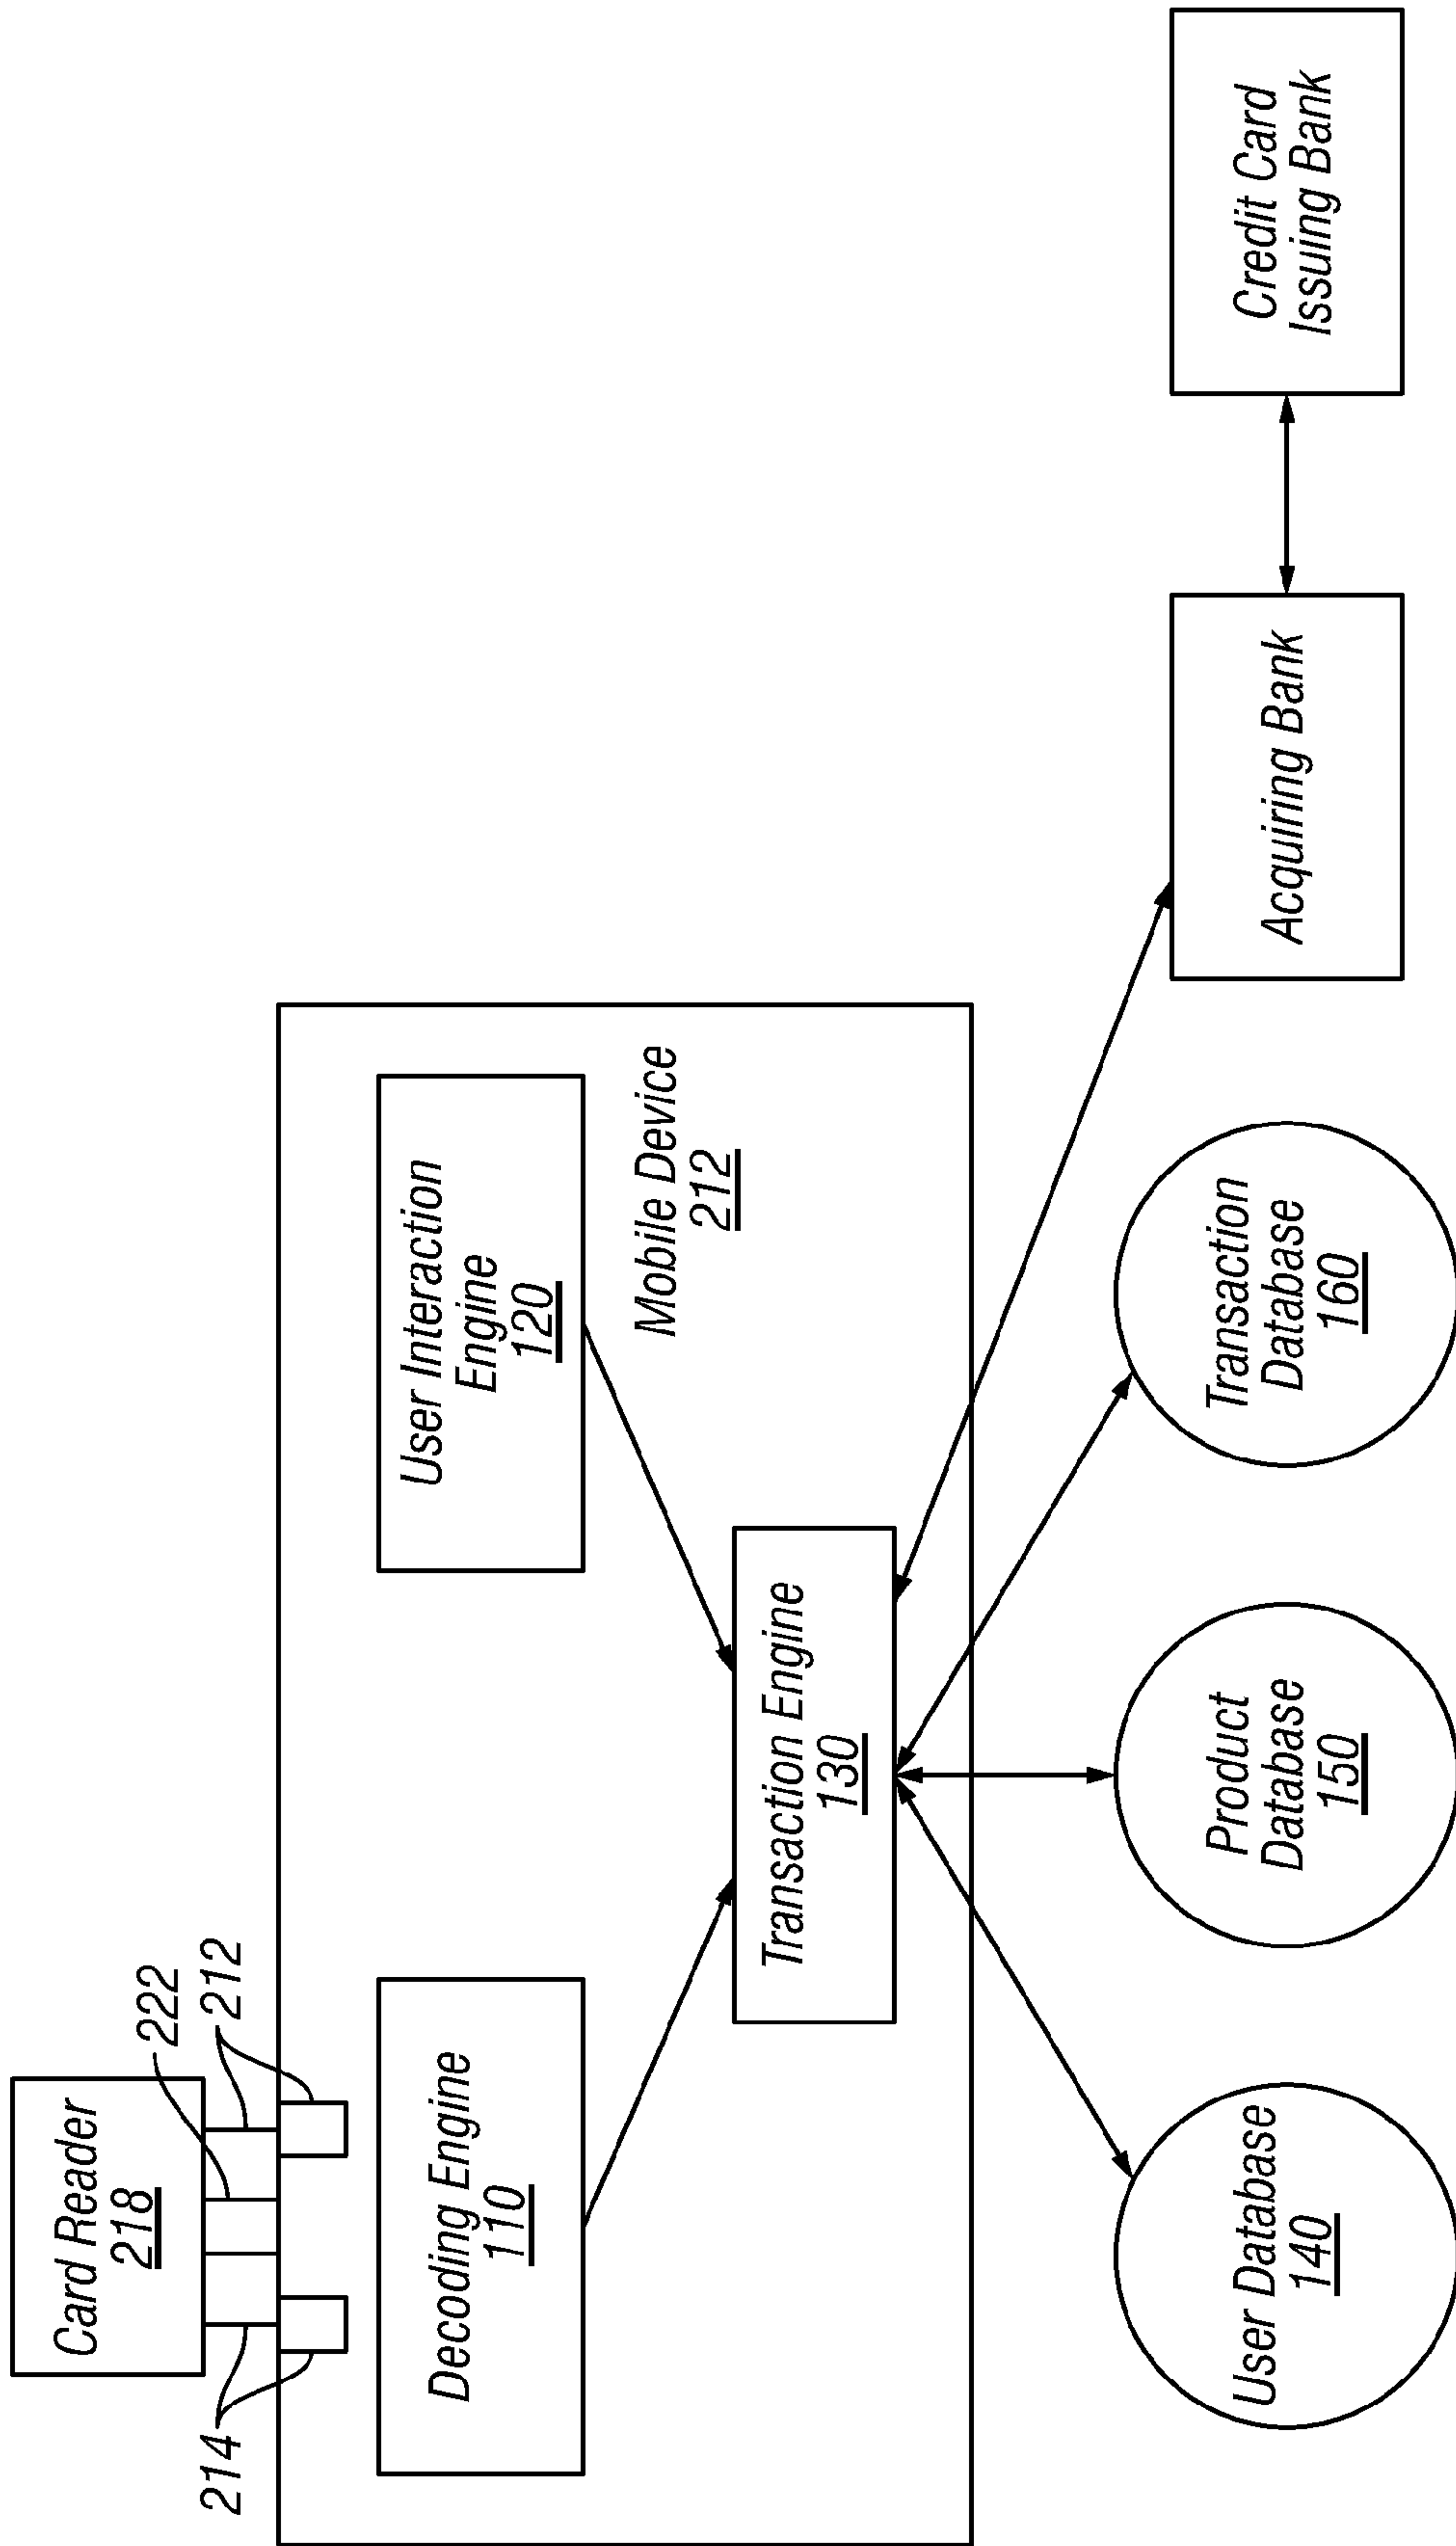 Card Reader
218
222
212
214
Decoding Engine
110
User Interaction
Engine
120
Mobile Device
212
Transaction Engine
130
User Database
140
Product
Database
150
Transaction
Database
160
Acquiring Bank
Credit Card
Issuing Bank